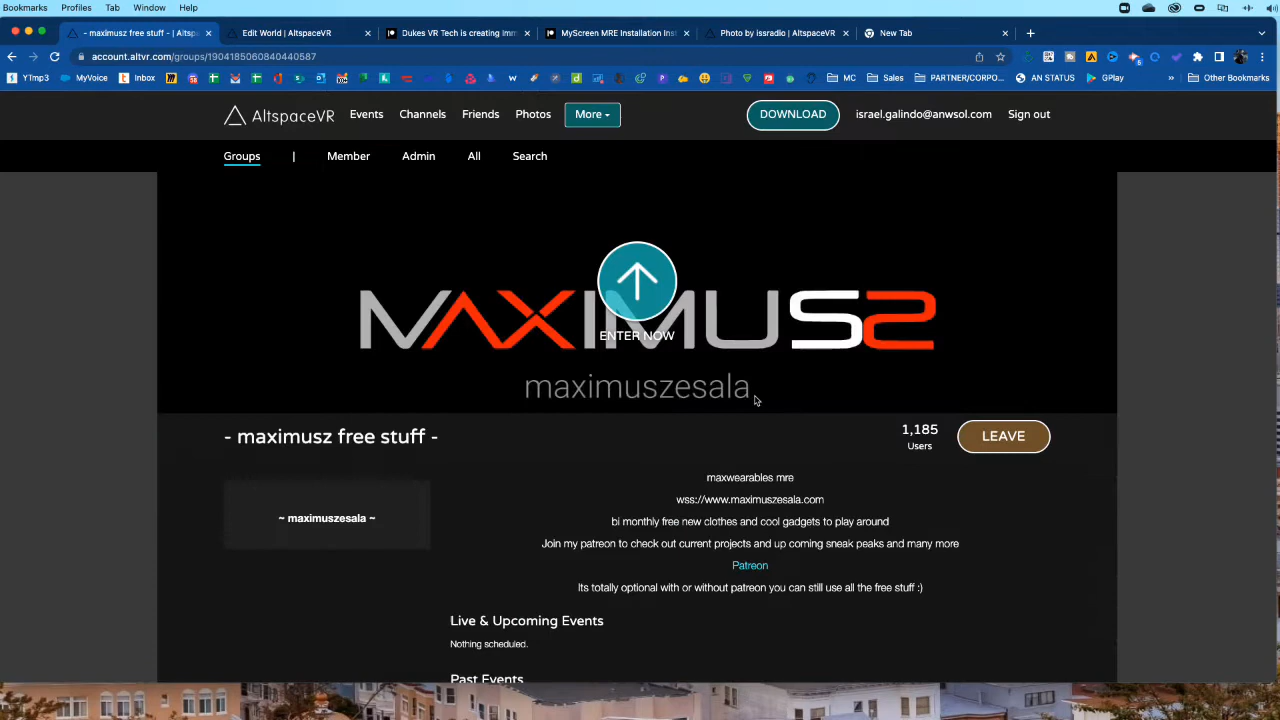 Bookmarks Profiles Tab Window Help
- maximusz free stuff - | Altsp
Edit World | AltspaceVR
Dukes VR Tech is creating Imm
MyScreen MRE Installation Inst
Photo by issradio | AltspaceVR
New Tab
account.altvr.com/groups/1904185060840440587
YTmp3 MyVoice Inbox MC Sales PARTNER/CORPO... AN STATUS GPlay Other Bookmarks
AltspaceVR Events Channels Friends Photos More DOWNLOAD israel.galindo@anwsol.com Sign out
Groups | Member Admin All Search
MAXIMUSZ
ENTER NOW
maximuszesala
- maximusz free stuff -
1,185
Users
LEAVE
~ maximuszesala ~
maxwearables mre
wss://www.maximuszesala.com
bi monthly free new clothes and cool gadgets to play around
Join my patreon to check out current projects and up coming sneak peaks and many more
Patreon
Its totally optional with or without patreon you can still use all the free stuff :)
Live & Upcoming Events
Nothing scheduled.
Past Events